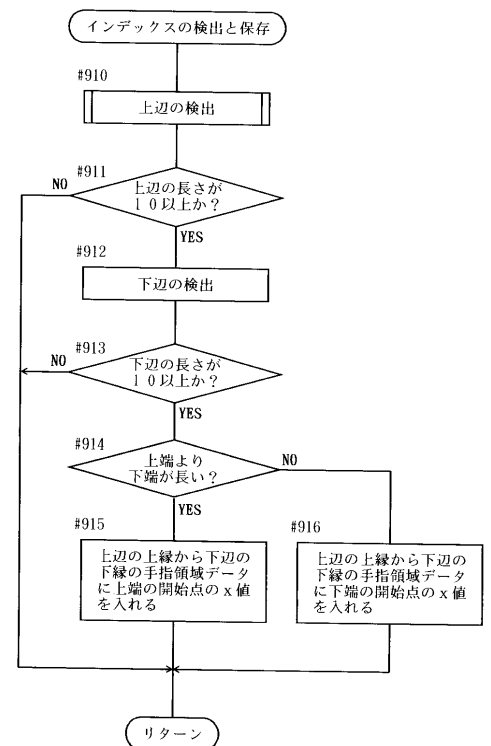 インデックスの検出と保存
#910
上辺の検出
#911
NO
上辺の長さが
１０以上か？
YES
#912
下辺の検出
#913
NO
下辺の長さが
１０以上か？
YES
#914
上端より
下端が長い？
NO
YES
#915
上辺の上縁から下辺の
下縁の手指領域データ
に上端の開始点のｘ値
を入れる
#916
上辺の上縁から下辺の
下縁の手指領域データ
に下端の開始点のｘ値
を入れる
リターン